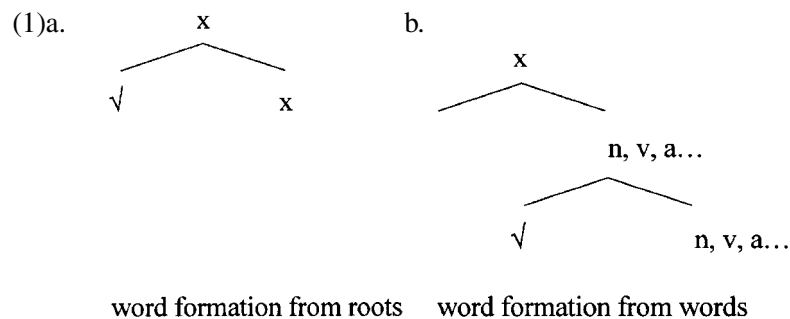 (1)a. x b.
x
√ x
n, v, a…
√ n, v, a…
word formation from roots word formation from words